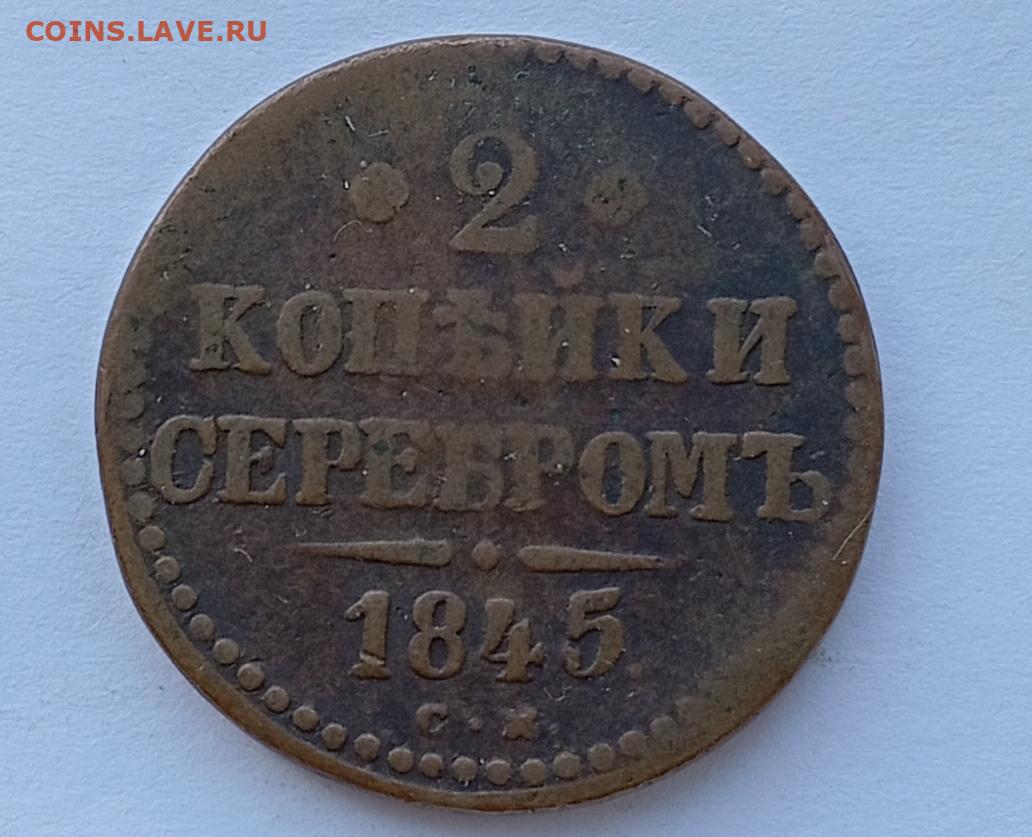 COINS.LAVE.RU
2
КОПѢЙКИ
СЕРЕБРОМЪ
1845.
С. М